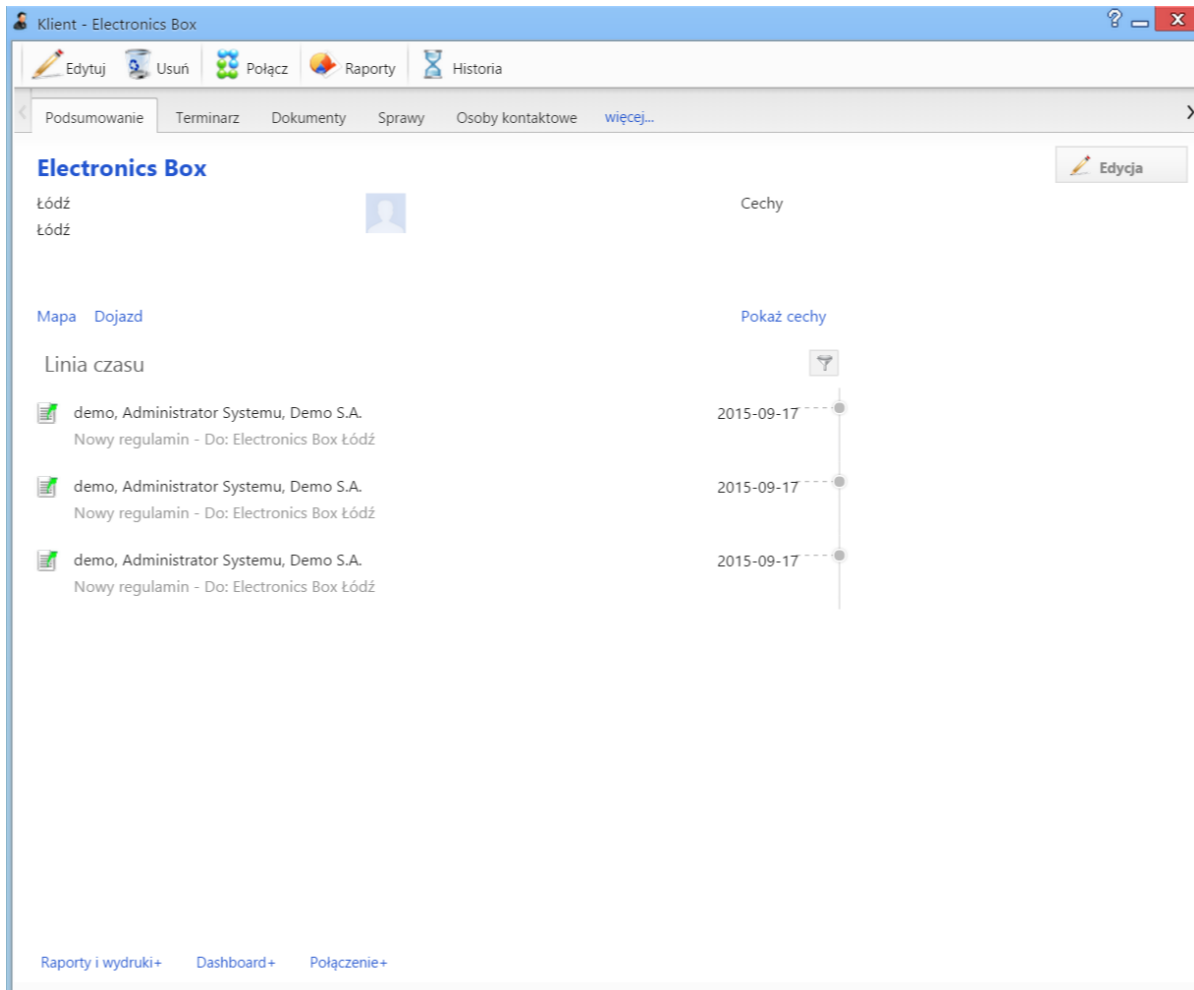 Klient - Electronics Box
Edytuj Usuń Połącz Raporty Historia
Podsumowanie Terminarz Dokumenty Sprawy Osoby kontaktowe więcej...
Electronics Box
Edycja
Łódź
Cechy
Łódź
Mapa Dojazd
Pokaż cechy
Linia czasu
demo, Administrator Systemu, Demo S.A. 2015-09-17
Nowy regulamin - Do: Electronics Box Łódź
demo, Administrator Systemu, Demo S.A. 2015-09-17
Nowy regulamin - Do: Electronics Box Łódź
demo, Administrator Systemu, Demo S.A. 2015-09-17
Nowy regulamin - Do: Electronics Box Łódź
Raporty i wydruki+ Dashboard+ Połączenie+